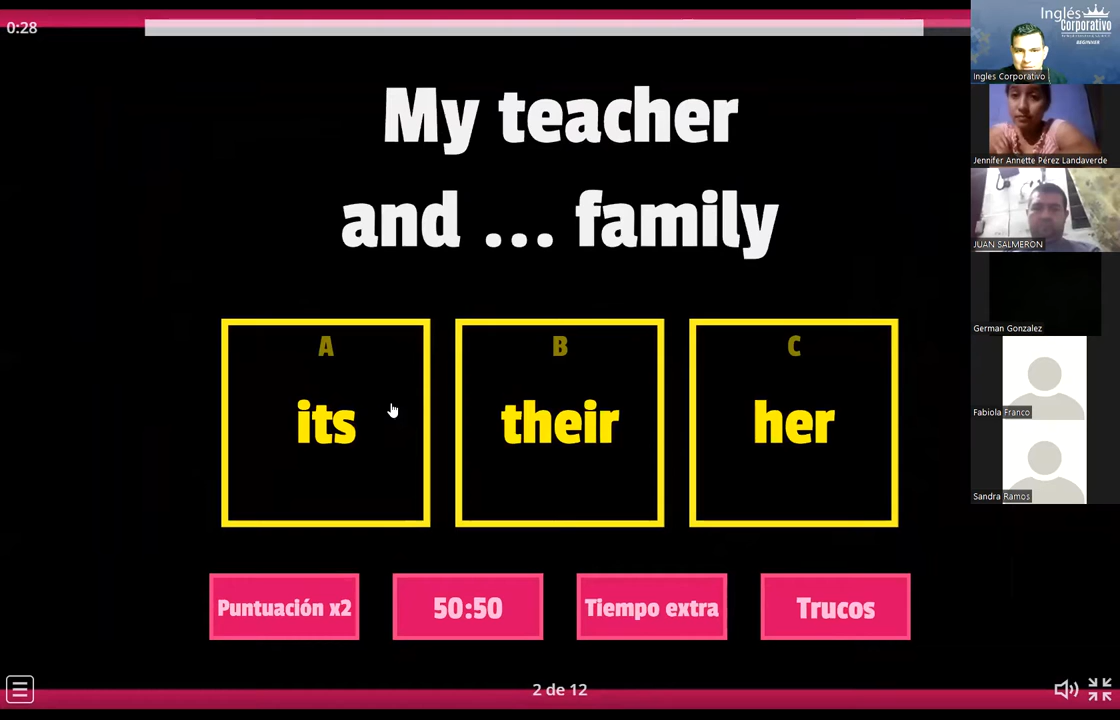 0:28
My teacher
and ... family
A
its
B
their
C
her
Puntuación x2
50:50
Tiempo extra
Trucos
2 de 12
Inglés
Corporativo
BEGINNER
Ingles Corporativo
Jennifer Annette Pérez Landaverde
JUAN SALMERON
German Gonzalez
Fabiola Franco
Sandra Ramos